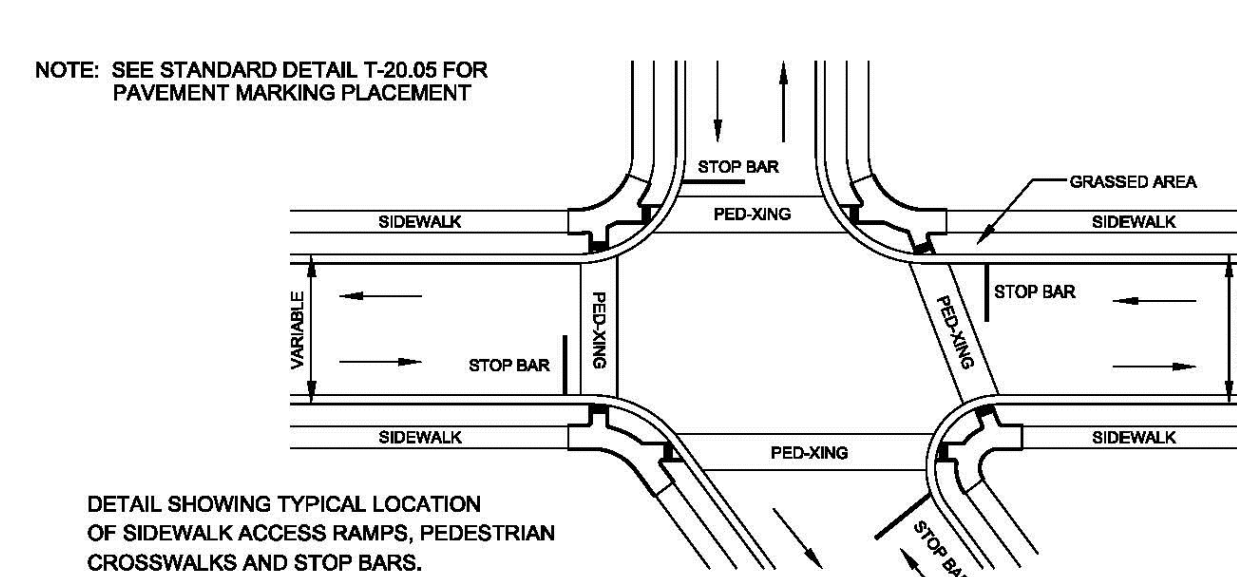 NOTE: SEE STANDARD DETAIL T-20.05 FOR
PAVEMENT MARKING PLACEMENT
STOP BAR
GRASSED AREA
SIDEWALK
PED-XING
SIDEWALK
VARIABLE
PED-XING
STOP BAR
PED-XING
STOP BAR
SIDEWALK
PED-XING
SIDEWALK
DETAIL SHOWING TYPICAL LOCATION
OF SIDEWALK ACCESS RAMPS, PEDESTRIAN
CROSSWALKS AND STOP BARS.
STOP BAR